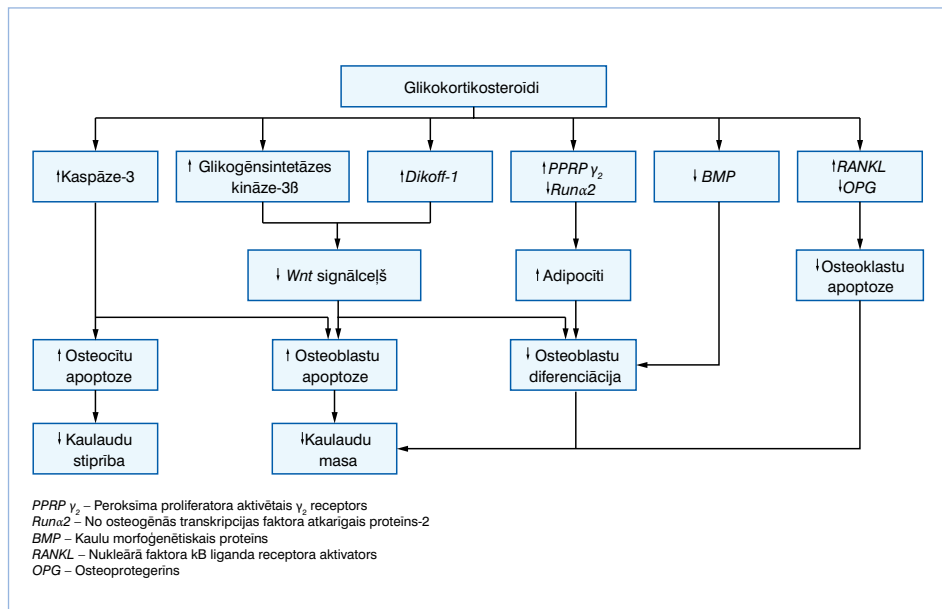 Glikokortikosteroīdi
↑Kaspāze-3
↑ Glikogēnsintetāzes
kināze-3ß
↑Dikoff-1
↑PPRP γ₂
↓Runα2
↓ BMP
↑RANKL
↓OPG
↓ Wnt signālceļš
↑Adipocīti
↓Osteoklastu
apoptoze
↑ Osteocītu
apoptoze
↑ Osteoblastu
apoptoze
↓ Osteoblastu
diferenciācija
↓ Kaulaudu
stiprība
↓Kaulaudu
masa
PPRP γ₂ – Peroksima proliferatora aktivētais γ₂ receptors
Runα2 – No osteogēnās transkripcijas faktora atkarīgais proteīns-2
BMP – Kaulu morfoģenētiskais proteīns
RANKL – Nukleārā faktora kB liganda receptora aktivators
OPG – Osteoprotegerīns